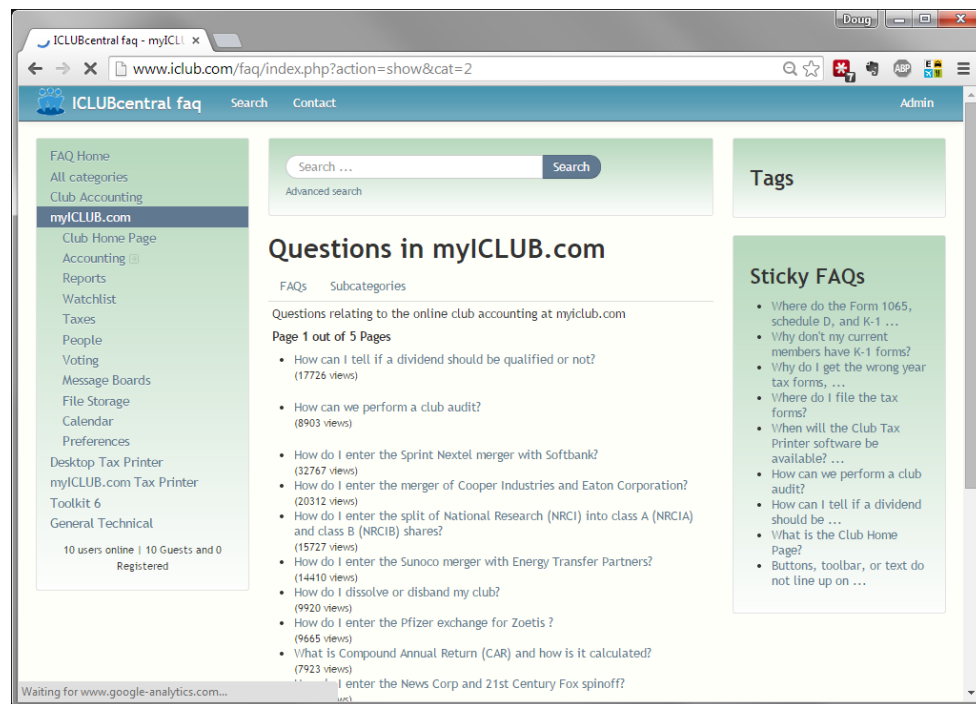 Doug
ICLUBcentral faq - myICLU
www.iclub.com/faq/index.php?action=show&cat=2
7
ABP
ICLUBcentral faq Search Contact Admin
FAQ Home
All categories
Club Accounting
myICLUB.com
Club Home Page
Accounting
Reports
Watchlist
Taxes
People
Voting
Message Boards
File Storage
Calendar
Preferences
Desktop Tax Printer
myICLUB.com Tax Printer
Toolkit 6
General Technical
10 users online | 10 Guests and 0
Registered
Search ... Search
Advanced search
Questions in myICLUB.com
FAQs Subcategories
Questions relating to the online club accounting at myiclub.com
Page 1 out of 5 Pages
• How can I tell if a dividend should be qualified or not?
(17726 views)
• How can we perform a club audit?
(8903 views)
• How do I enter the Sprint Nextel merger with Softbank?
(32767 views)
• How do I enter the merger of Cooper Industries and Eaton Corporation?
(20312 views)
• How do I enter the split of National Research (NRCI) into class A (NRCIA)
and class B (NRCIB) shares?
(15727 views)
• How do I enter the Sunoco merger with Energy Transfer Partners?
(14410 views)
• How do I dissolve or disband my club?
(9920 views)
• How do I enter the Pfizer exchange for Zoetis ?
(9665 views)
• What is Compound Annual Return (CAR) and how is it calculated?
(7923 views)
I enter the News Corp and 21st Century Fox spinoff?
Tags
Sticky FAQs
• Where do the Form 1065,
schedule D, and K-1 ...
• Why don't my current
members have K-1 forms?
• Why do I get the wrong year
tax forms, ...
• Where do I file the tax
forms?
• When will the Club Tax
Printer software be
available? ...
• How can we perform a club
audit?
• How can I tell if a dividend
should be ...
• What is the Club Home
Page?
• Buttons, toolbar, or text do
not line up on ...
Waiting for www.google-analytics.com...